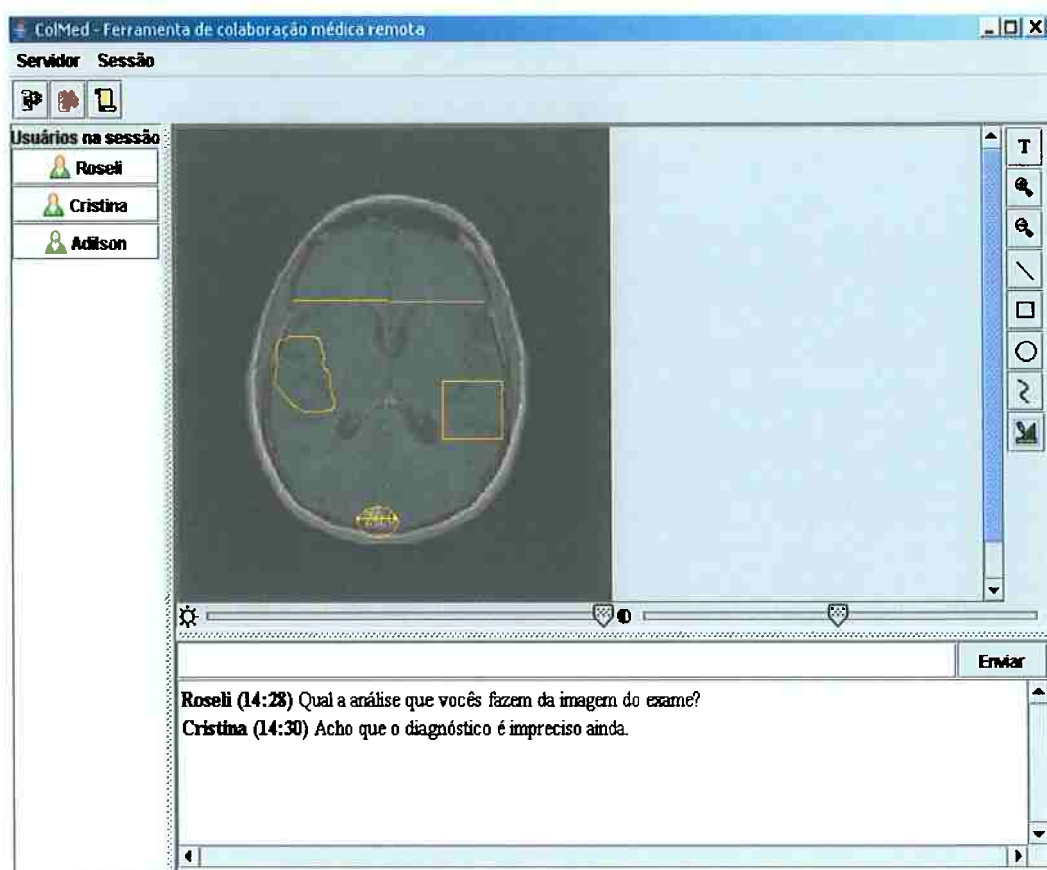 ColMed - Ferramenta de colaboração médica remota
Servidor Sessão
Usuários na sessão
Roseli
Cristina
Adilson
T
Enviar
Roseli (14:28) Qual a análise que vocês fazem da imagem do exame?
Cristina (14:30) Acho que o diagnóstico é impreciso ainda.